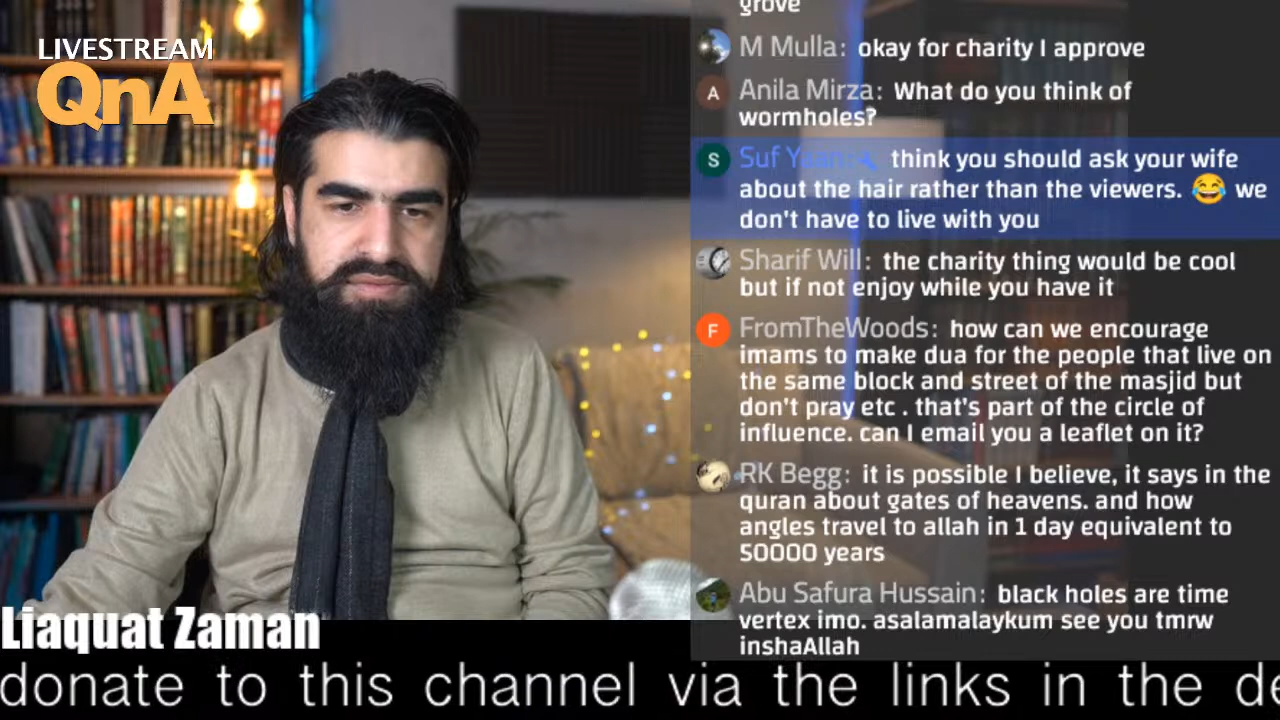 LIVESTREAM
QnA
grove
M Mulla: okay for charity I approve
A Anila Mirza: What do you think of
wormholes?
S Suf Yaan: think you should ask your wife
about the hair rather than the viewers. 😂 we
don't have to live with you
Sharif Will: the charity thing would be cool
but if not enjoy while you have it
F FromTheWoods: how can we encourage
imams to make dua for the people that live on
the same block and street of the masjid but
don't pray etc . that's part of the circle of
influence. can I email you a leaflet on it?
RK Begg: it is possible I believe, it says in the
quran about gates of heavens. and how
angles travel to allah in 1 day equivalent to
50000 years
Abu Safura Hussain: black holes are time
vertex imo. asalamalaykum see you tmrw
inshaAllah
Liaquat Zaman
donate to this channel via the links in the de